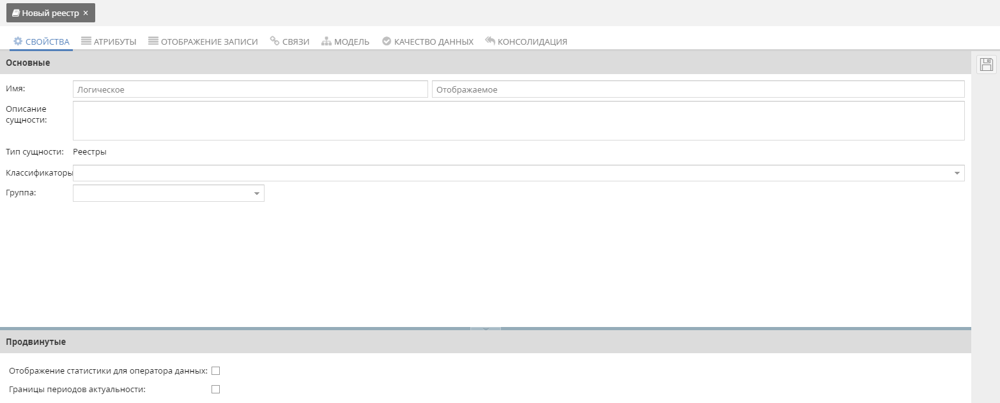 Новый реестр ×
СВОЙСТВА АТРИБУТЫ ОТОБРАЖЕНИЕ ЗАПИСИ СВЯЗИ МОДЕЛЬ КАЧЕСТВО ДАННЫХ КОНСОЛИДАЦИЯ
Основные
Имя: Логическое Отображаемое
Описание
сущности:
Тип сущности: Реестры
Классификаторы
Группа:
Продвинутые
Отображение статистики для оператора данных:
Границы периодов актуальности: